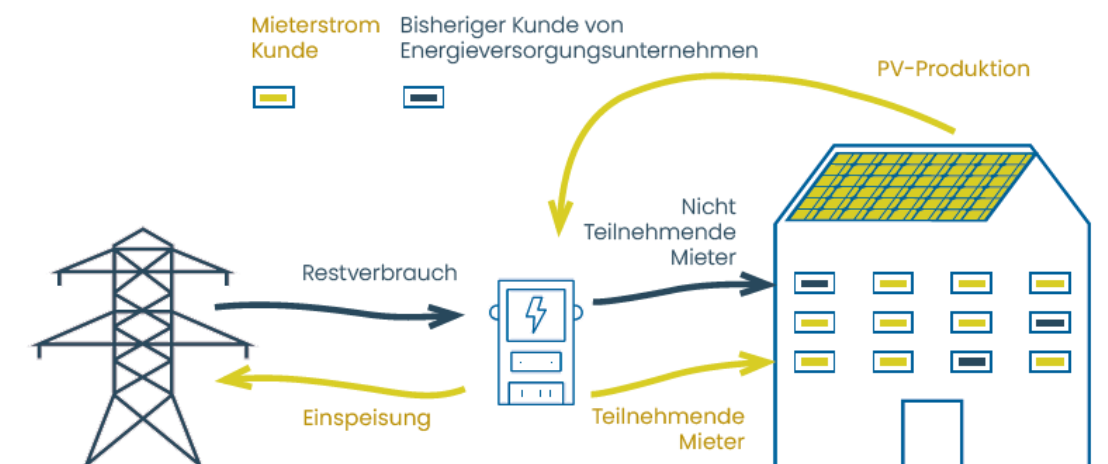 Mieterstrom
Kunde
Bisheriger Kunde von
Energieversorgungsunternehmen
PV-Produktion
Nicht
Teilnehmende
Mieter
Restverbrauch
Einspeisung
Teilnehmende
Mieter